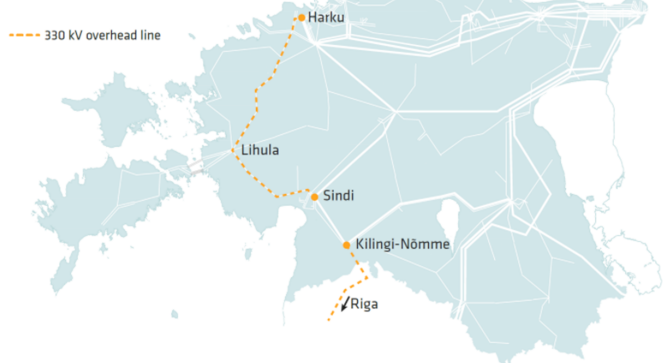 Harku
330 kV overhead line
Lihula
Sindi
Kilingi-Nõmme
Riga